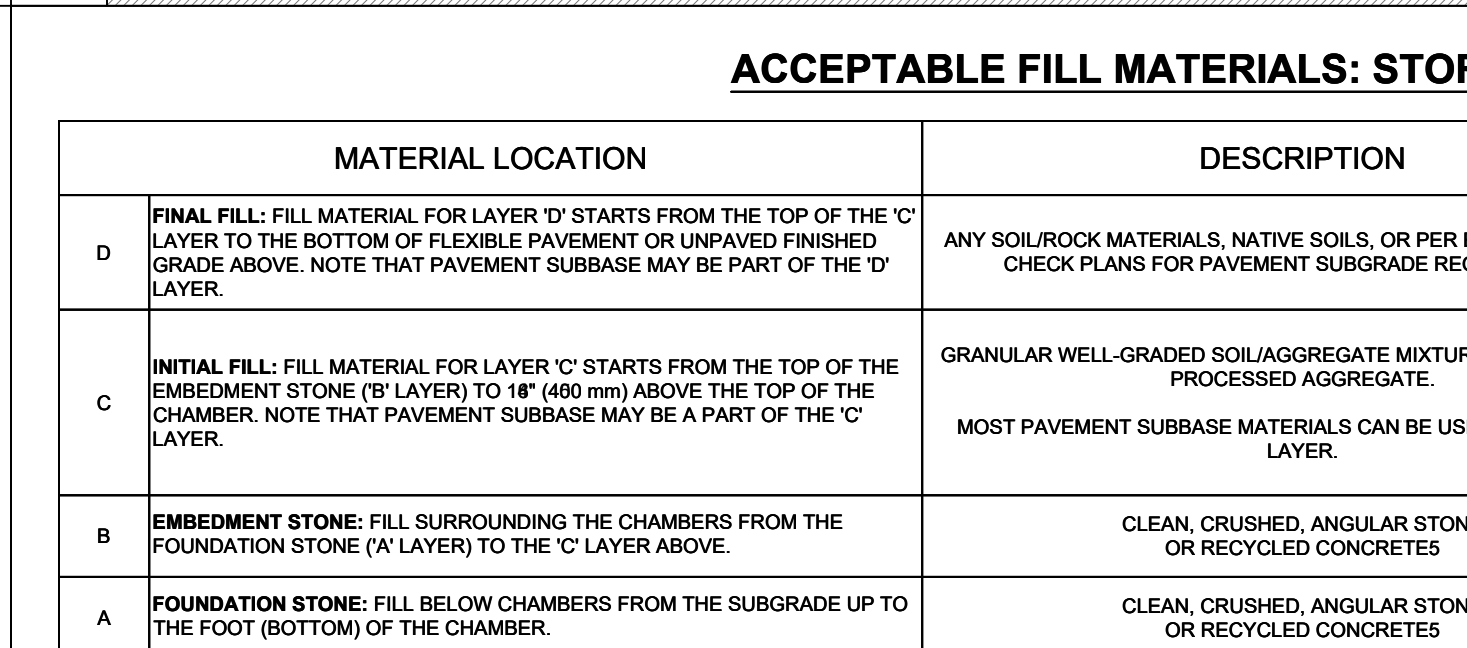 ACCEPTABLE FILL MATERIALS: STOR
MATERIAL LOCATION
DESCRIPTION
D
FINAL FILL: FILL MATERIAL FOR LAYER 'D' STARTS FROM THE TOP OF THE 'C'
LAYER TO THE BOTTOM OF FLEXIBLE PAVEMENT OR UNPAVED FINISHED
GRADE ABOVE. NOTE THAT PAVEMENT SUBBASE MAY BE PART OF THE 'D'
LAYER.
ANY SOIL/ROCK MATERIALS, NATIVE SOILS, OR PER
CHECK PLANS FOR PAVEMENT SUBGRADE
C
INITIAL FILL: FILL MATERIAL FOR LAYER 'C' STARTS FROM THE TOP OF THE
EMBEDMENT STONE ('B' LAYER) TO mm) ABOVE THE TOP OF THE
CHAMBER. NOTE THAT PAVEMENT SUBBASE MAY BE A PART OF THE 'C'
LAYER.
GRANULAR WELL-GRADED SOIL/AGGREGATE MIXTUR
PROCESSED AGGREGATE.
MOST PAVEMENT SUBBASE MATERIALS CAN BE US
LAYER.
B
EMBEDMENT STONE: FILL SURROUNDING THE CHAMBERS FROM THE
FOUNDATION STONE ('A' LAYER) TO THE 'C' LAYER ABOVE.
CLEAN, CRUSHED, ANGULAR STON
OR RECYCLED CONCRETE5
A
FOUNDATION STONE: FILL BELOW CHAMBERS FROM THE SUBGRADE UP TO
THE FOOT (BOTTOM) OF THE CHAMBER.
CLEAN, CRUSHED, ANGULAR STON
OR RECYCLED CONCRETE5